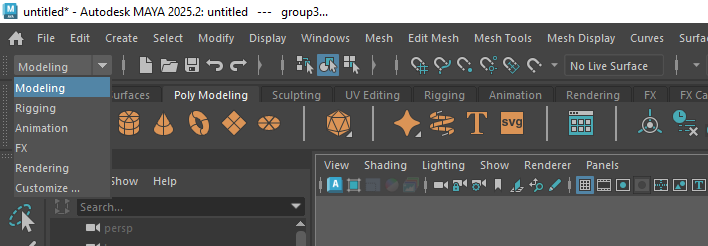 untitled* - Autodesk MAYA 2025.2: untitled --- group3...
File Edit Create Select Modify Display Windows Mesh Edit Mesh Mesh Tools Mesh Display Curves Surfa
Modeling No Live Surface
Modeling
Rigging
Animation
FX
Rendering
Customize ...
urfaces Poly Modeling Sculpting UV Editing Rigging Animation Rendering FX FX Ca
T svg
Show Help
Search...
persp
View Shading Lighting Show Renderer Panels